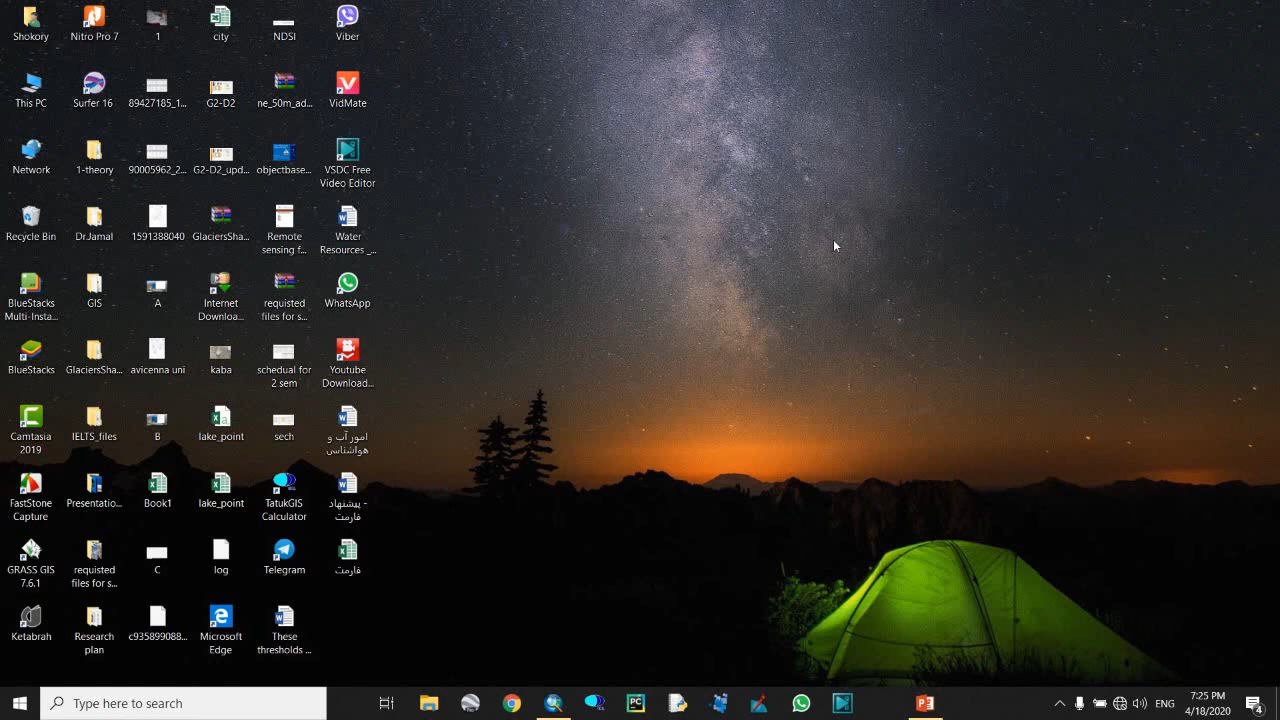 Shokory
Nitro Pro 7
1
city
NDSI
Viber
This PC
Surfer 16
89427185_1...
G2-D2
ne_50m_ad...
VidMate
Network
1-theory
90005962_2...
G2-D2_upd...
objectbase...
VSDC Free
Video Editor
Recycle Bin
Dr.Jamal
1591388040
GlaciersSha...
Remote
sensing f...
Water
Resources _...
BlueStacks
Multi-Insta...
GIS
A
Internet
Downloa...
requisted
files for s...
WhatsApp
BlueStacks
GlaciersSha...
avicenna uni
kaba
schedual for
2 sem
Youtube
Download...
Camtasia
2019
IELTS_files
B
lake_point
sech
امور آب و
هواشناسی
FastStone
Capture
Presentatio...
Book1
lake_point
TatukGIS
Calculator
پیشنهاد -
فارمت
GRASS GIS
7.6.1
requisted
files for s...
C
log
Telegram
فارمت
Ketabrah
Research
plan
c935899088...
Microsoft
Edge
These
thresholds ...
Type here to search
ENG
7:25 PM
4/18/2020
4